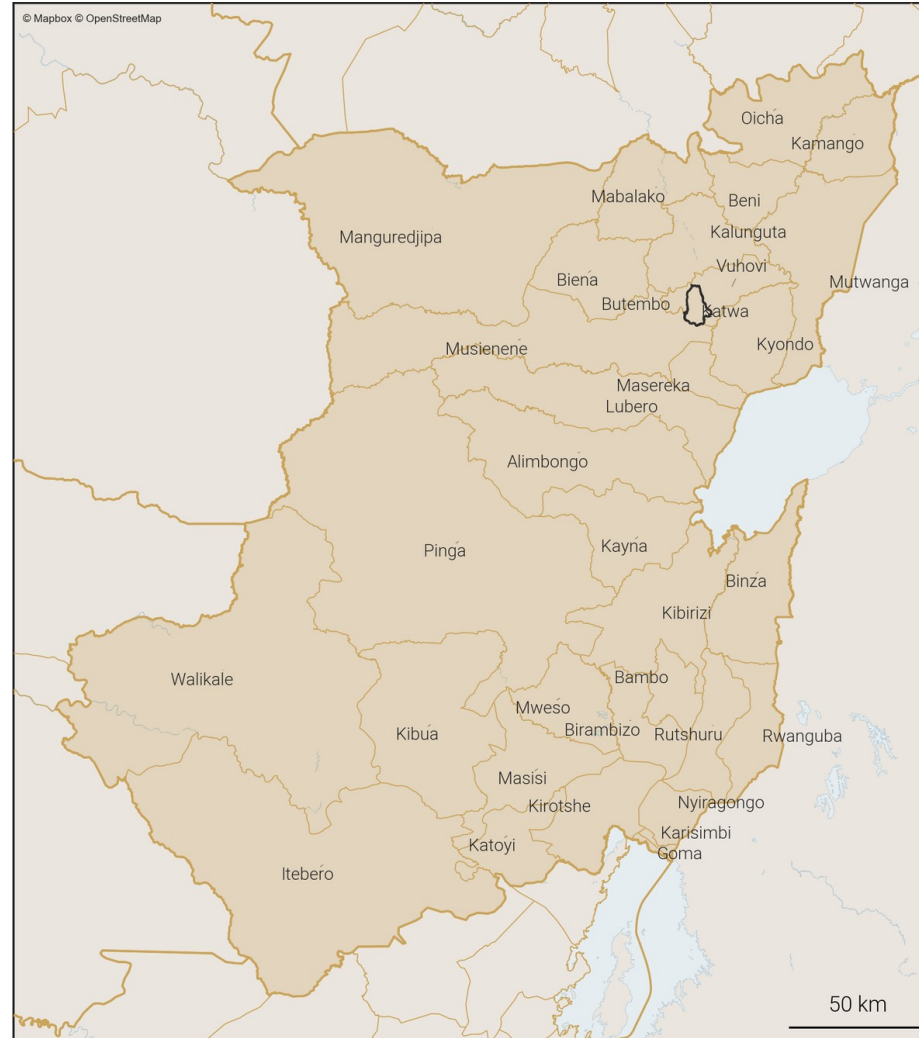 © Mapbox © OpenStreetMap
Oicha
Kamango
Mabalako
Beni
Manguredjipa
Kalunguta
Vuhovi
Biena
Mutwanga
Butembo
Katwa
Kyondo
Musienene
Masereka
Lubero
Alimbongo
Kayna
Pinga
Binza
Kibirizi
Walikale
Bambo
Mweso
Birambizo
Kibua
Rutshuru
Rwanguba
Masisi
Kirotshe
Nyiragongo
Karisimbi
Katoyi
Goma
Itebero
50 km